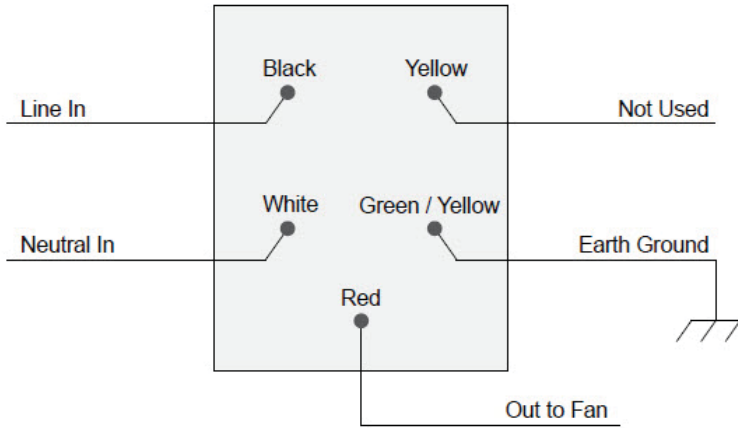 Black
Yellow
Line In
Not Used
White
Green / Yellow
Neutral In
Earth Ground
Red
Out to Fan